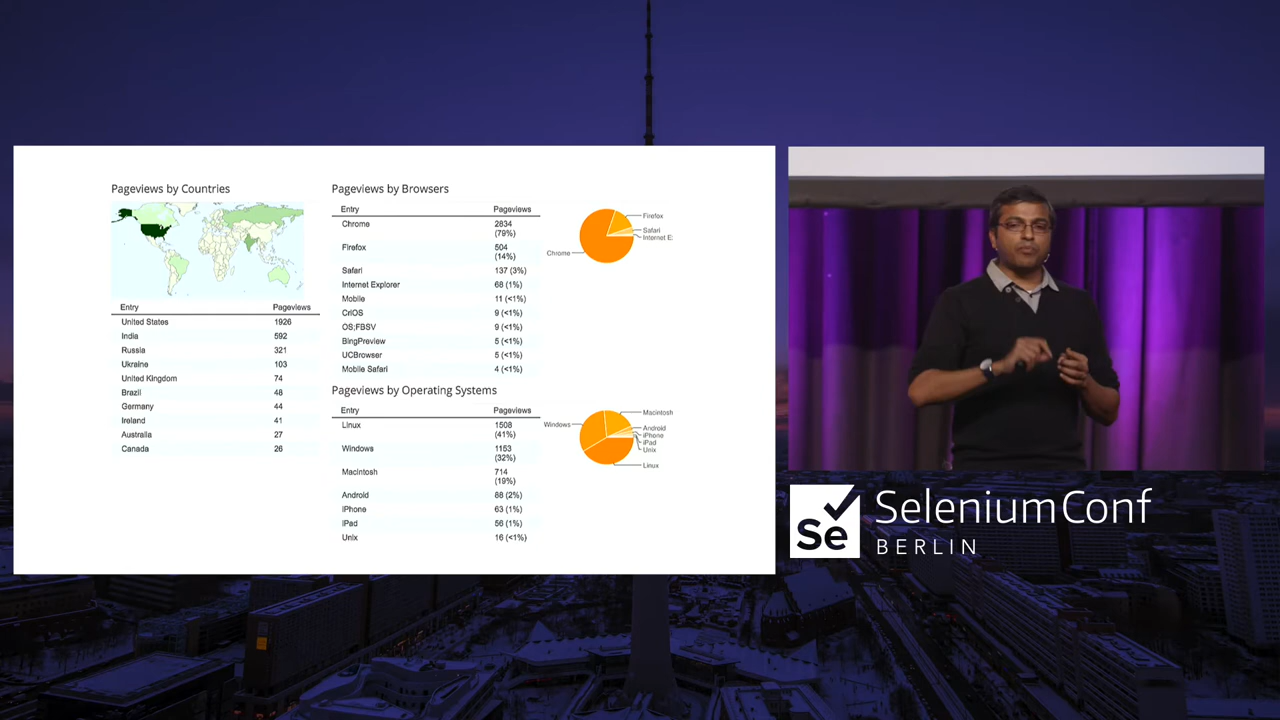 Pageviews by Countries
Entry Pageviews
United States 1926
India 592
Russia 321
Ukraine 103
United Kingdom 74
Brazil 48
Germany 44
Ireland 41
Australia 27
Canada 26
Pageviews by Browsers
Entry Pageviews
Chrome 2834
(79%)
Firefox 504
(14%)
Safari 137 (3%)
Internet Explorer 68 (1%)
Mobile 11 (<1%)
CriOS 9 (<1%)
OS;FBSV 9 (<1%)
BingPreview 5 (<1%)
UCBrowser 5 (<1%)
Mobile Safari 4 (<1%)
Firefox
Safari
Internet E:
Chrome
Pageviews by Operating Systems
Entry Pageviews
Linux 1508
(41%)
Windows 1153
(32%)
Macintosh 714
(19%)
Android 88 (2%)
iPhone 63 (1%)
iPad 56 (1%)
Unix 16 (<1%)
Macintosh
Windows
Android
iPhone
iPad
Unix
Linux
Se
SeleniumConf
BERLIN